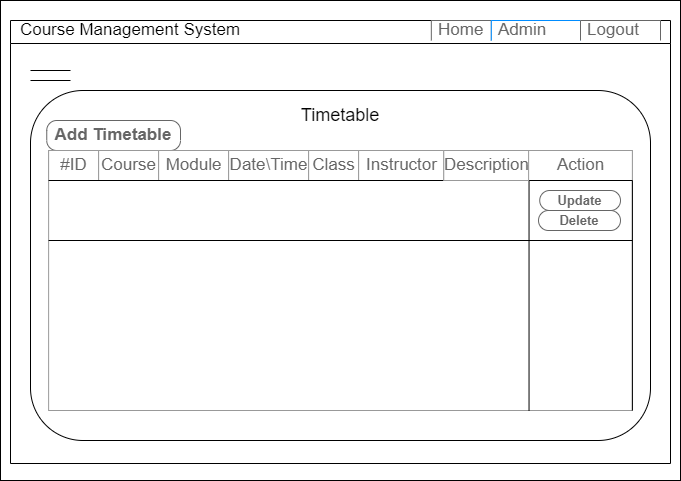 Course Management System Home Admin Logout
Timetable
Add Timetable
#ID Course Module Date\Time Class Instructor Description Action
Update
Delete